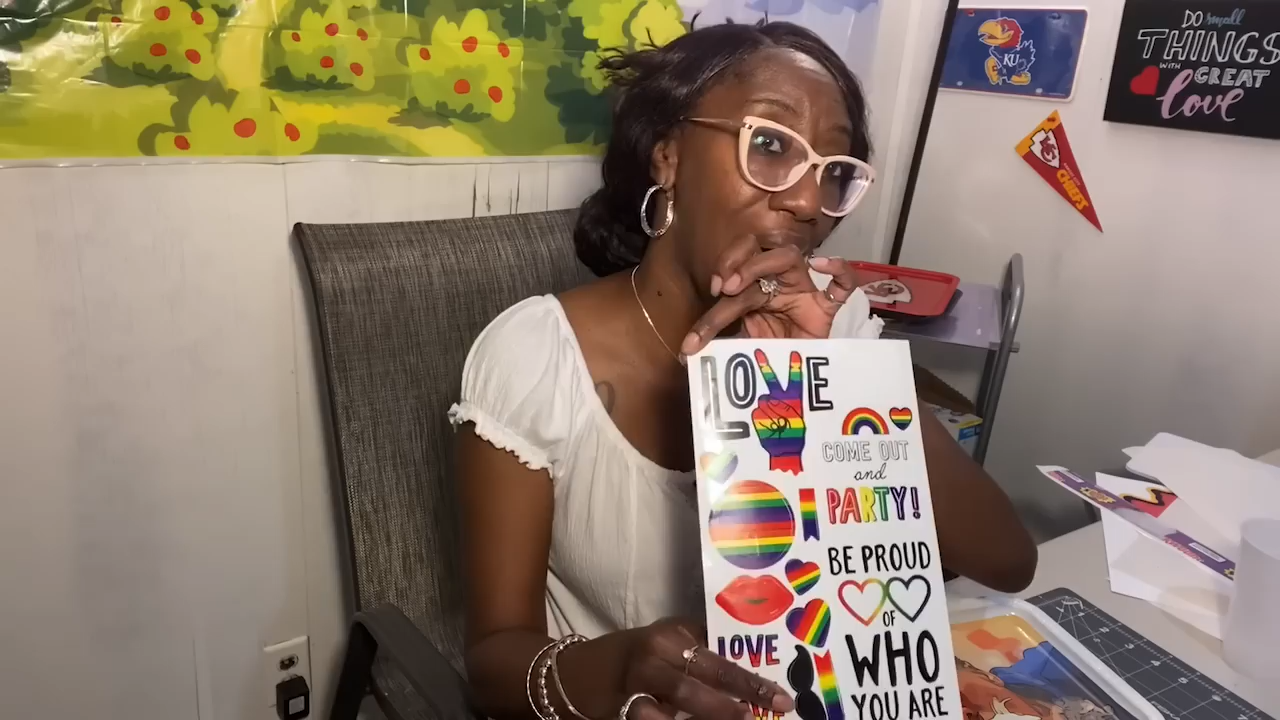 KU
DO small
THINGS
WITH GREAT
love
KC
CHIEFS
LOVE
COME OUT
and
PARTY!
BE PROUD
OF
WHO
YOU ARE
LOVE